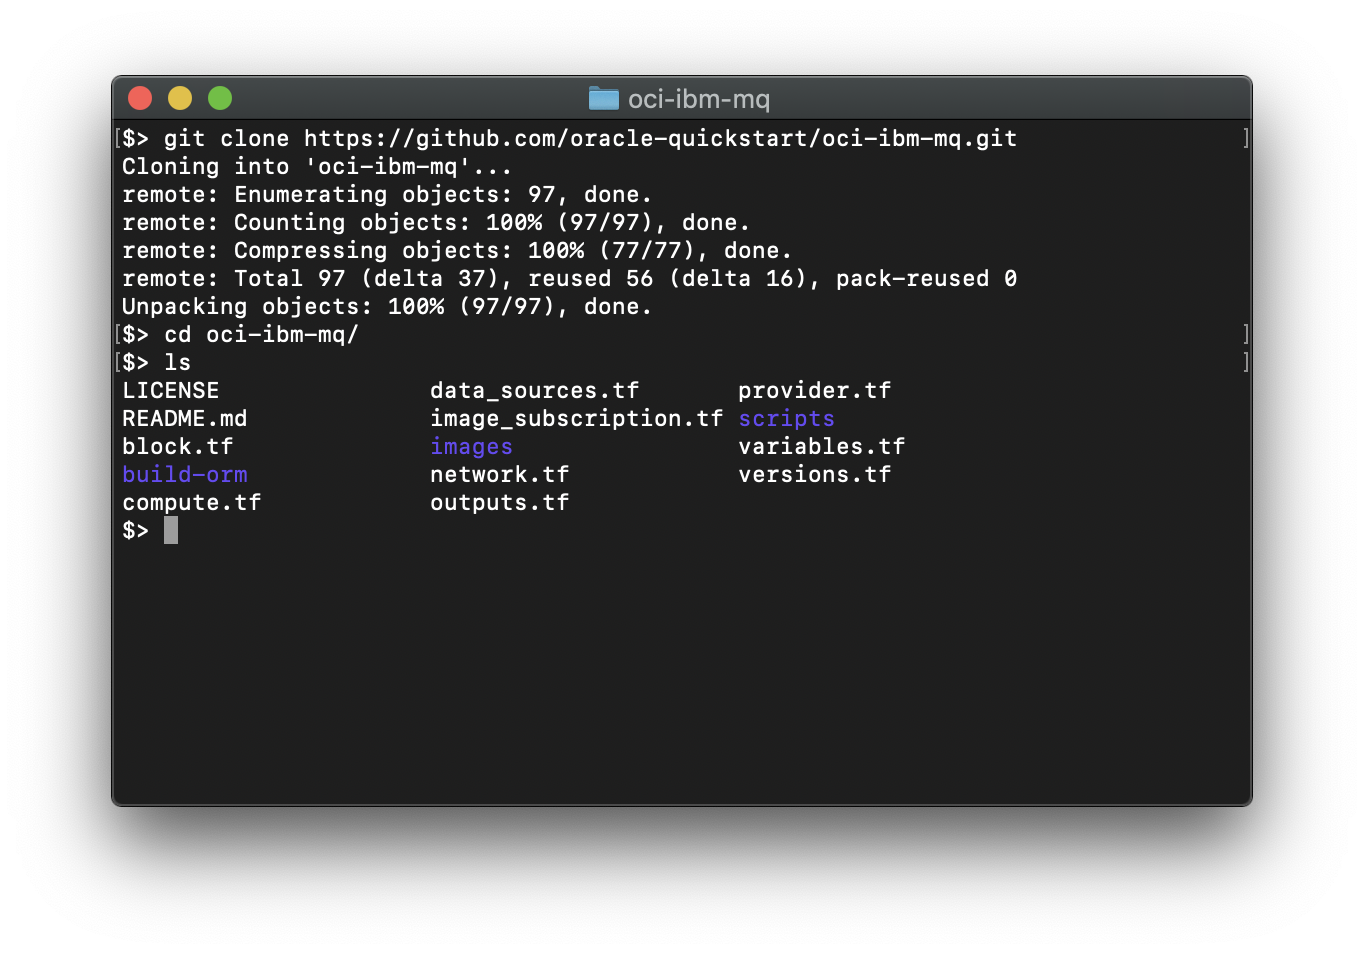 oci-ibm-mq
[$> git clone https://github.com/oracle-quickstart/oci-ibm-mq.git ]
Cloning into 'oci-ibm-mq'...
remote: Enumerating objects: 97, done.
remote: Counting objects: 100% (97/97), done.
remote: Compressing objects: 100% (77/77), done.
remote: Total 97 (delta 37), reused 56 (delta 16), pack-reused 0
Unpacking objects: 100% (97/97), done.
[$> cd oci-ibm-mq/ ]
[$> ls ]
LICENSE data_sources.tf provider.tf
README.md image_subscription.tf scripts
block.tf images variables.tf
build-orm network.tf versions.tf
compute.tf outputs.tf
$>